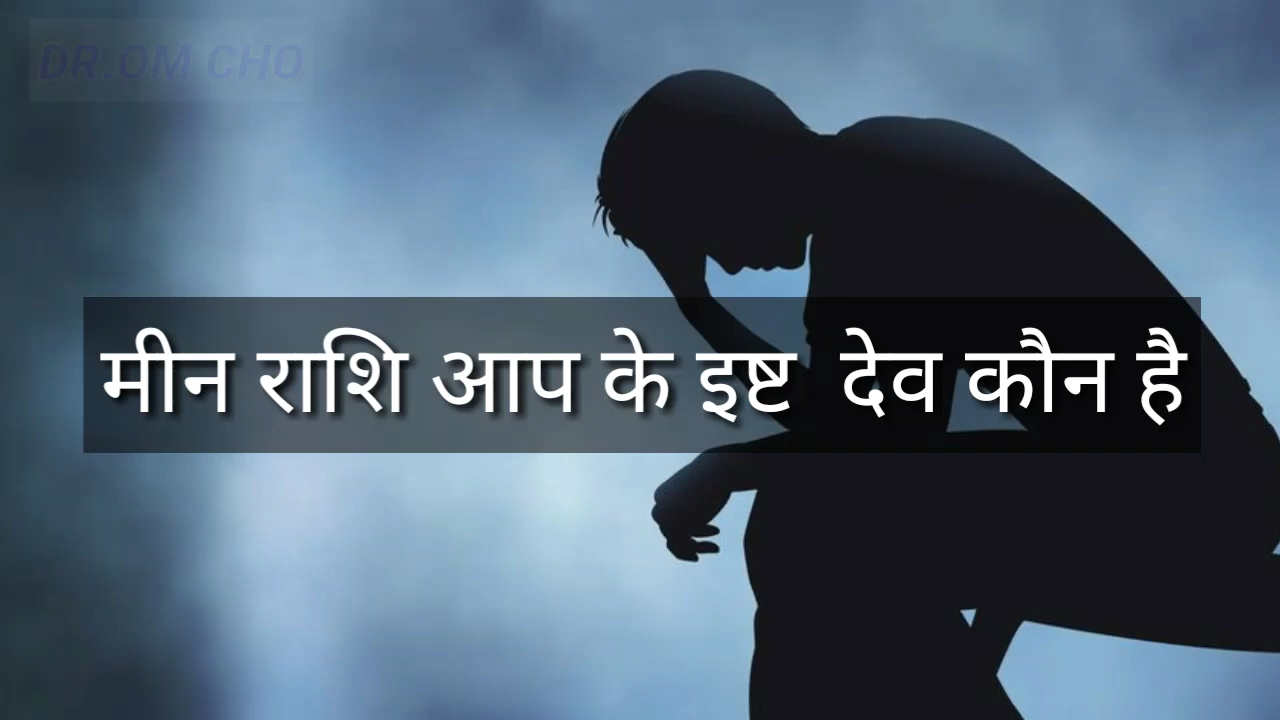 DR.OM CHO
मीन राशि आप के इष्ट देव कौन है